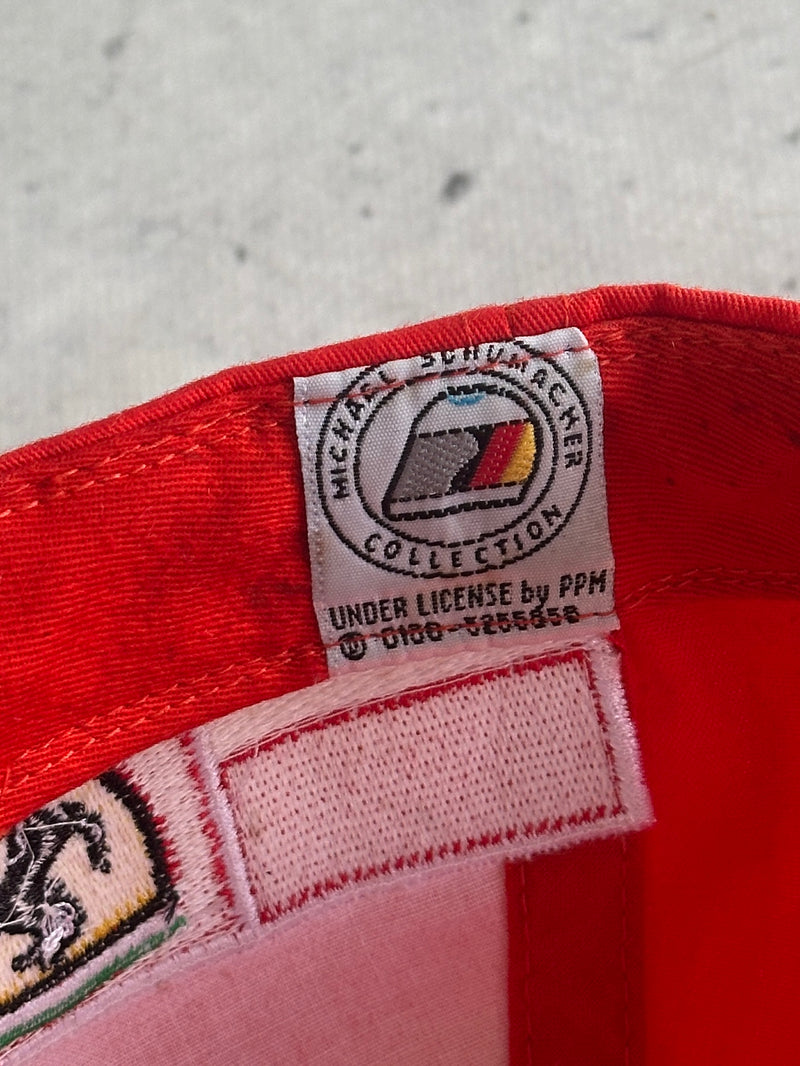 MICHAEL SCHUMACHER
COLLECTION
UNDER LICENSE by PPM